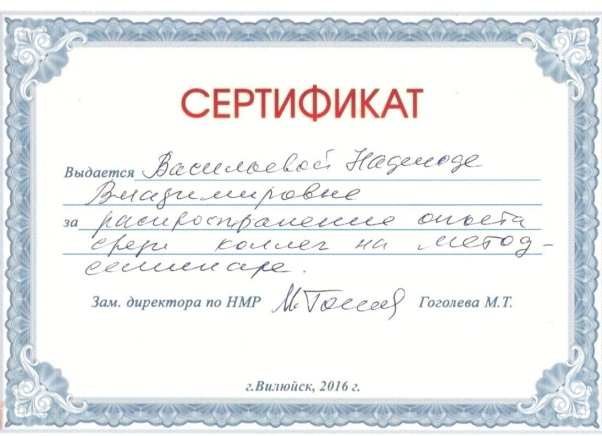 СЕРТИФИКАТ
Выдается Васильевой Надежде
Владимировне
за распространение опыта
среди коллег на метод-
семинаре.
Зам. директора по НМР Гоголева М.Т.
г.Вилюйск, 2016 г.